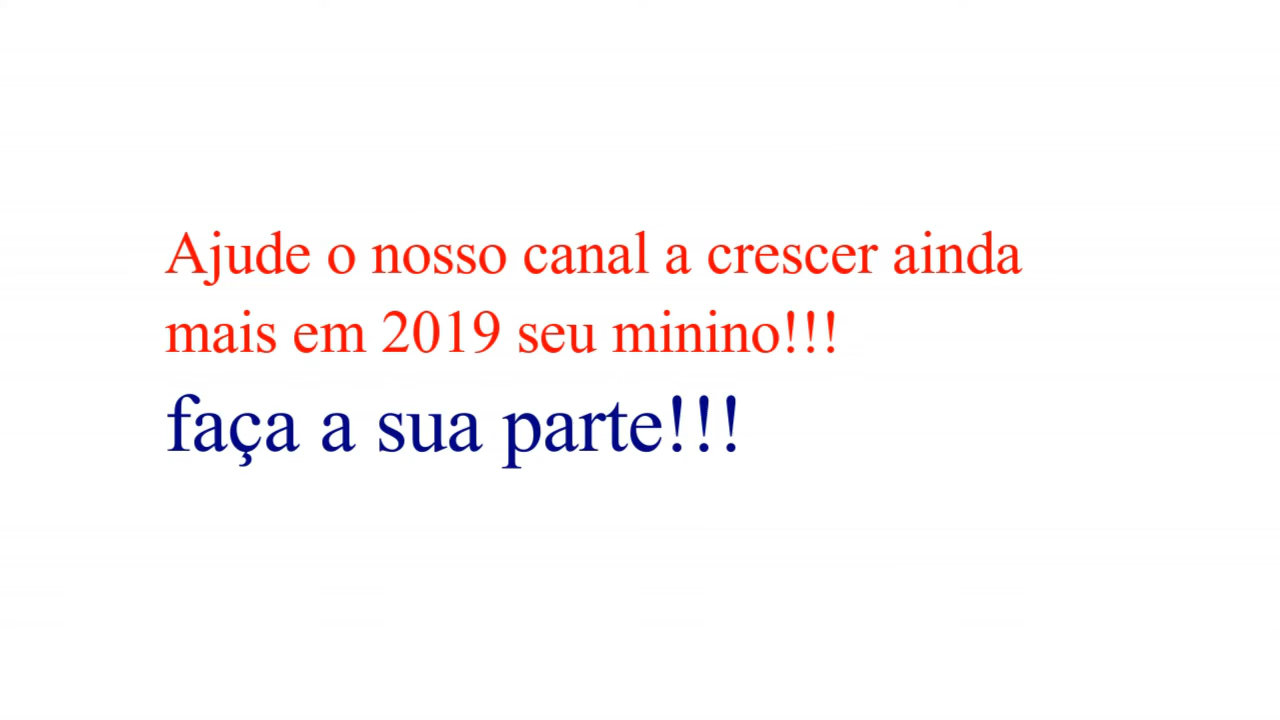 Ajude o nosso canal a crescer ainda
mais em 2019 seu minino!!!
faça a sua parte!!!